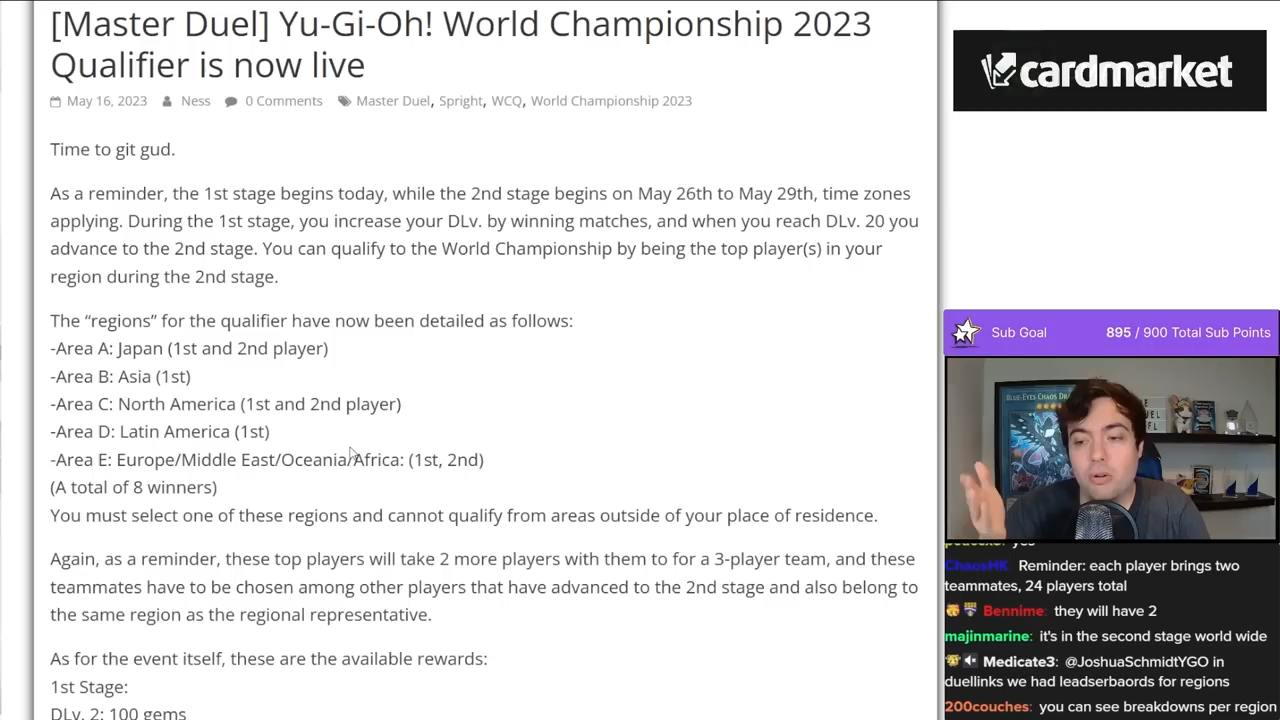 [Master Duel] Yu-Gi-Oh! World Championship 2023
Qualifier is now live
May 16, 2023 Ness 0 Comments Master Duel, Spright, WCQ, World Championship 2023
Time to git gud.
As a reminder, the 1st stage begins today, while the 2nd stage begins on May 26th to May 29th, time zones
applying. During the 1st stage, you increase your DLv. by winning matches, and when you reach DLv. 20 you
advance to the 2nd stage. You can qualify to the World Championship by being the top player(s) in your
region during the 2nd stage.
The “regions” for the qualifier have now been detailed as follows:
-Area A: Japan (1st and 2nd player)
-Area B: Asia (1st)
-Area C: North America (1st and 2nd player)
-Area D: Latin America (1st)
-Area E: Europe/Middle East/Oceania/Africa: (1st, 2nd)
(A total of 8 winners)
You must select one of these regions and cannot qualify from areas outside of your place of residence.
Again, as a reminder, these top players will take 2 more players with them to for a 3-player team, and these
teammates have to be chosen among other players that have advanced to the 2nd stage and also belong to
the same region as the regional representative.
As for the event itself, these are the available rewards:
1st Stage:
DLv. 2: 100 gems
cardmarket
Sub Goal 895 / 900 Total Sub Points
BLUE-EYES CHAOS DRA
yes
ChaosHK Reminder: each player brings two
teammates, 24 players total
Bennime: they will have 2
majinmarine: it's in the second stage world wide
Medicate3: @JoshuaSchmidtYGO in
duellinks we had leadserbaords for regions
200couches: you can see breakdowns per region